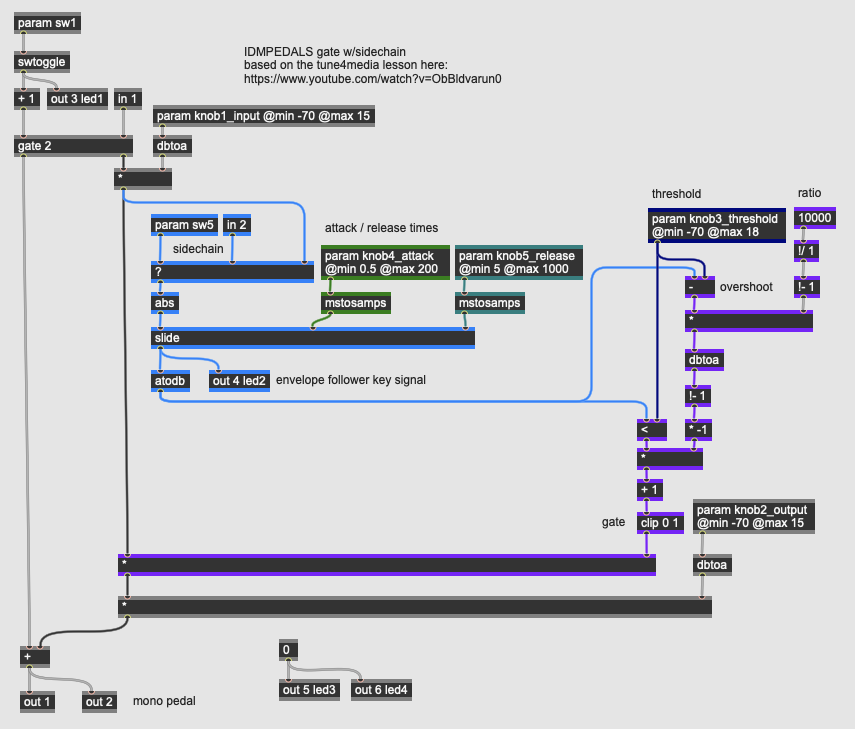 param sw1
swtoggle
+ 1
out 3 led1
in 1
IDMPEDALS gate w/sidechain
based on the tune4media lesson here:
https://www.youtube.com/watch?v=ObBldvarun0
param knob1_input @min -70 @max 15
gate 2
dbtoa
*
param sw5
in 2
sidechain
?
abs
slide
atodb
out 4 led2
envelope follower key signal
attack / release times
param knob4_attack
@min 0.5 @max 200
param knob5_release
@min 5 @max 1000
mstosamps
mstosamps
threshold
param knob3_threshold
@min -70 @max 18
ratio
10000
!/ 1
!- 1
-
overshoot
*
dbtoa
!- 1
* -1
<
*
+ 1
gate
clip 0 1
param knob2_output
@min -70 @max 15
dbtoa
*
*
+
out 1
out 2
mono pedal
0
out 5 led3
out 6 led4